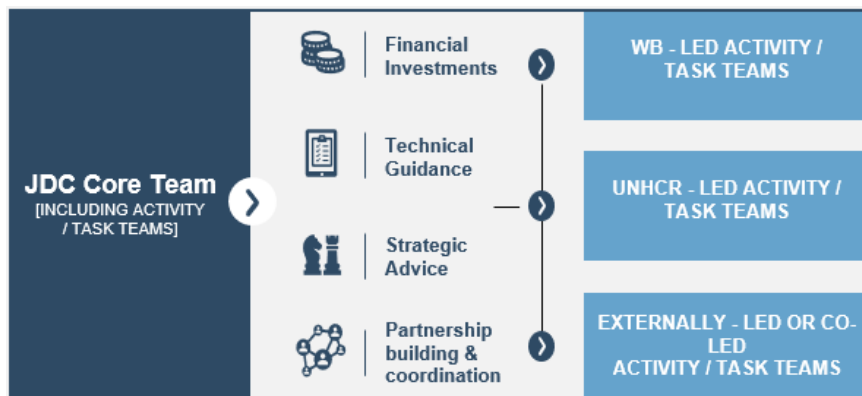 JDC Core Team
[INCLUDING ACTIVITY
/ TASK TEAMS]
Financial
Investments
Technical
Guidance
Strategic
Advice
Partnership
building &
coordination
WB - LED ACTIVITY /
TASK TEAMS
UNHCR - LED ACTIVITY /
TASK TEAMS
EXTERNALLY - LED OR CO-
LED
ACTIVITY / TASK TEAMS